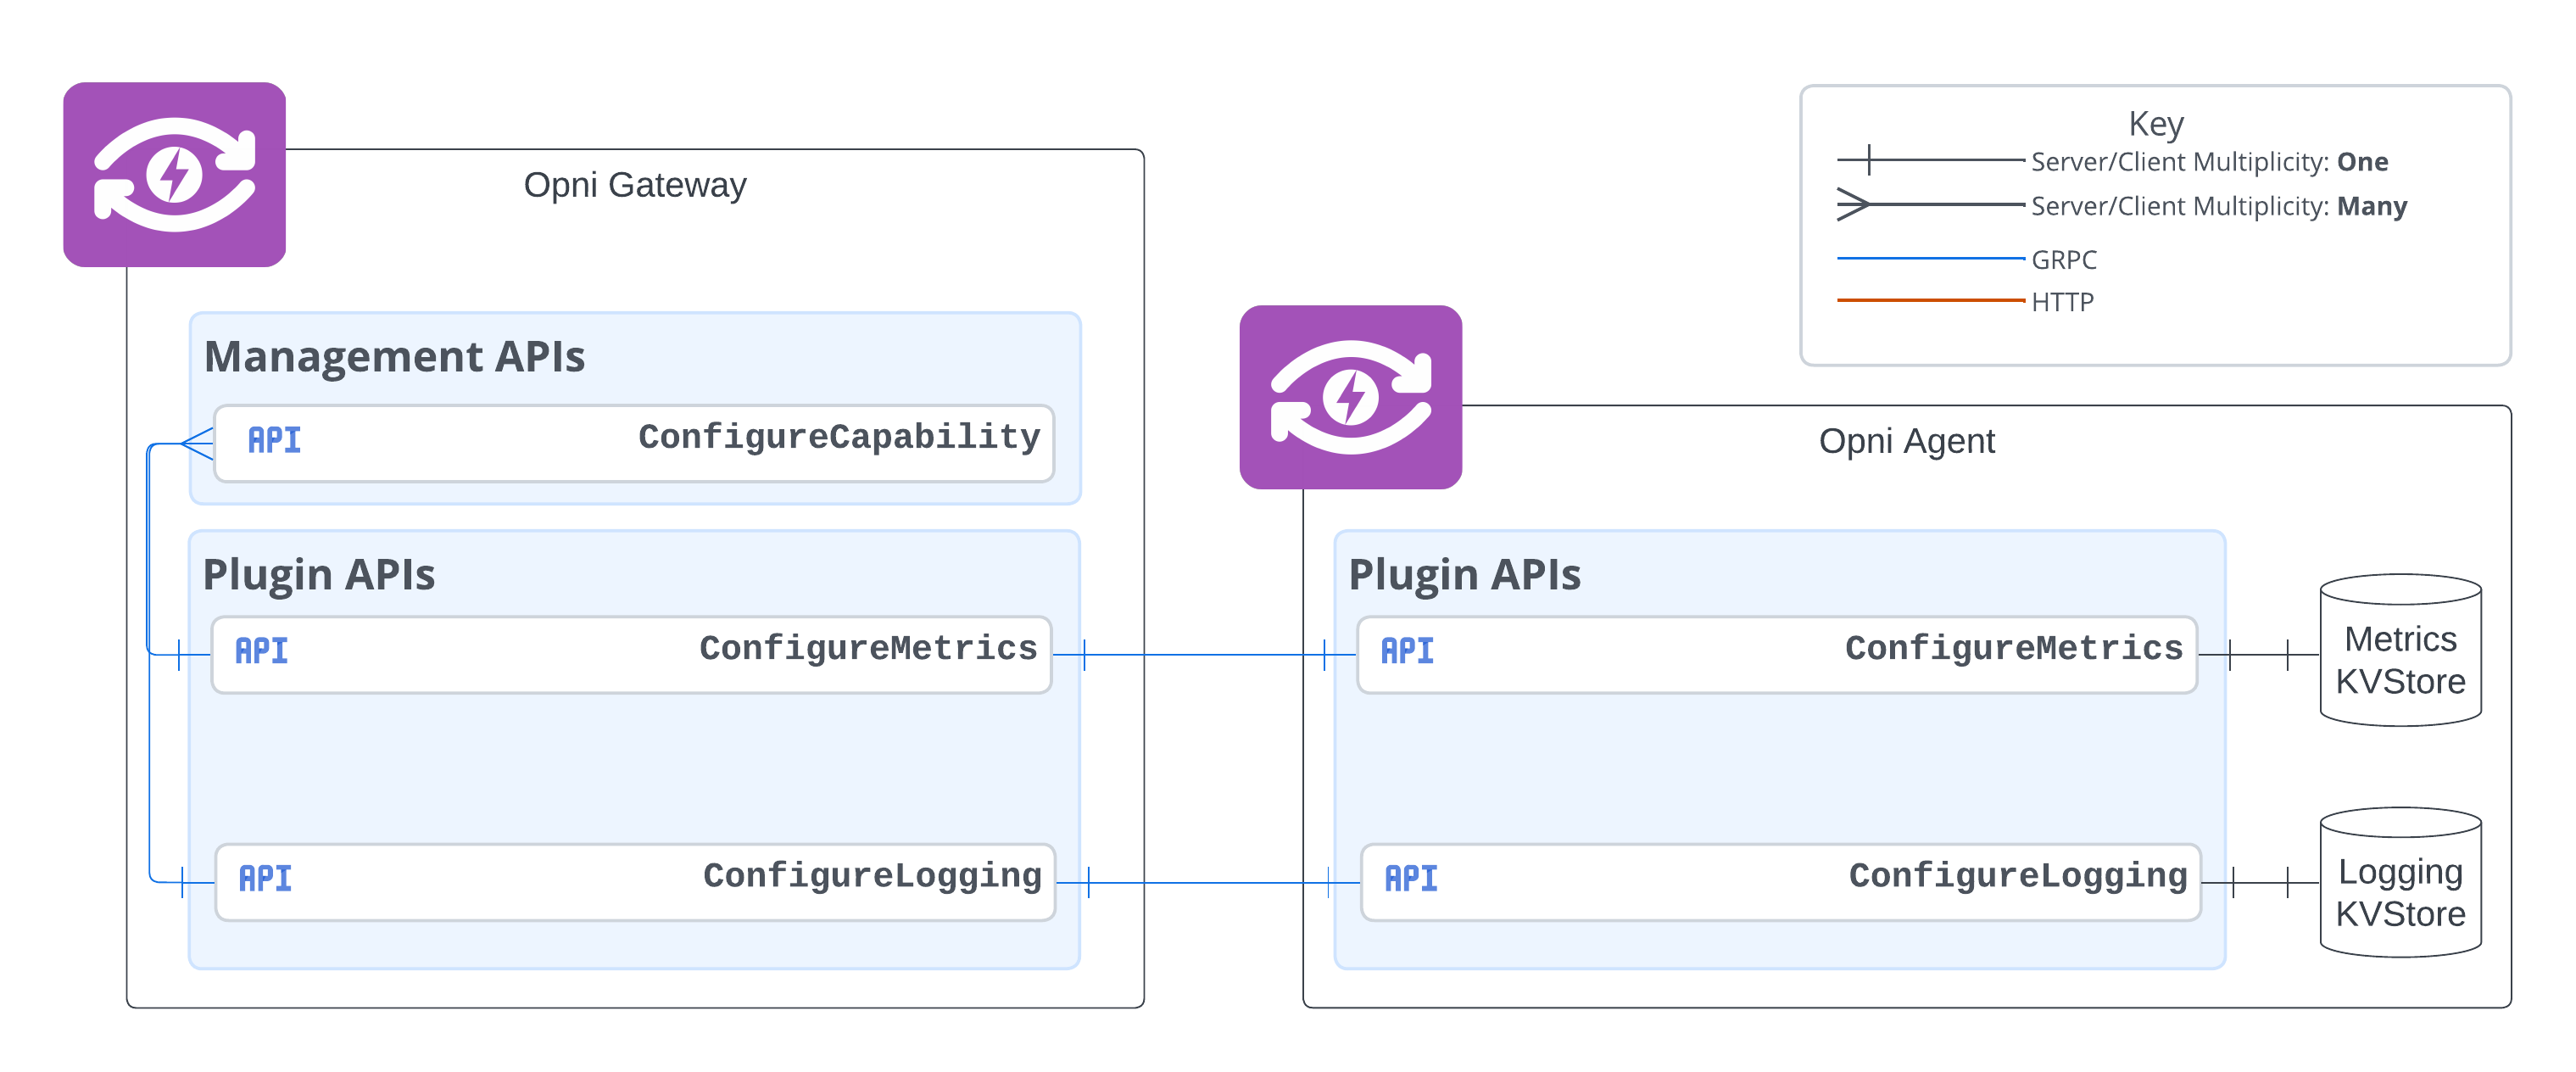 Opni Gateway
Management APIs
API ConfigureCapability
Plugin APIs
API ConfigureMetrics
API ConfigureLogging
Key
Server/Client Multiplicity: One
Server/Client Multiplicity: Many
GRPC
HTTP
Opni Agent
Plugin APIs
API ConfigureMetrics
Metrics
KVStore
API ConfigureLogging
Logging
KVStore